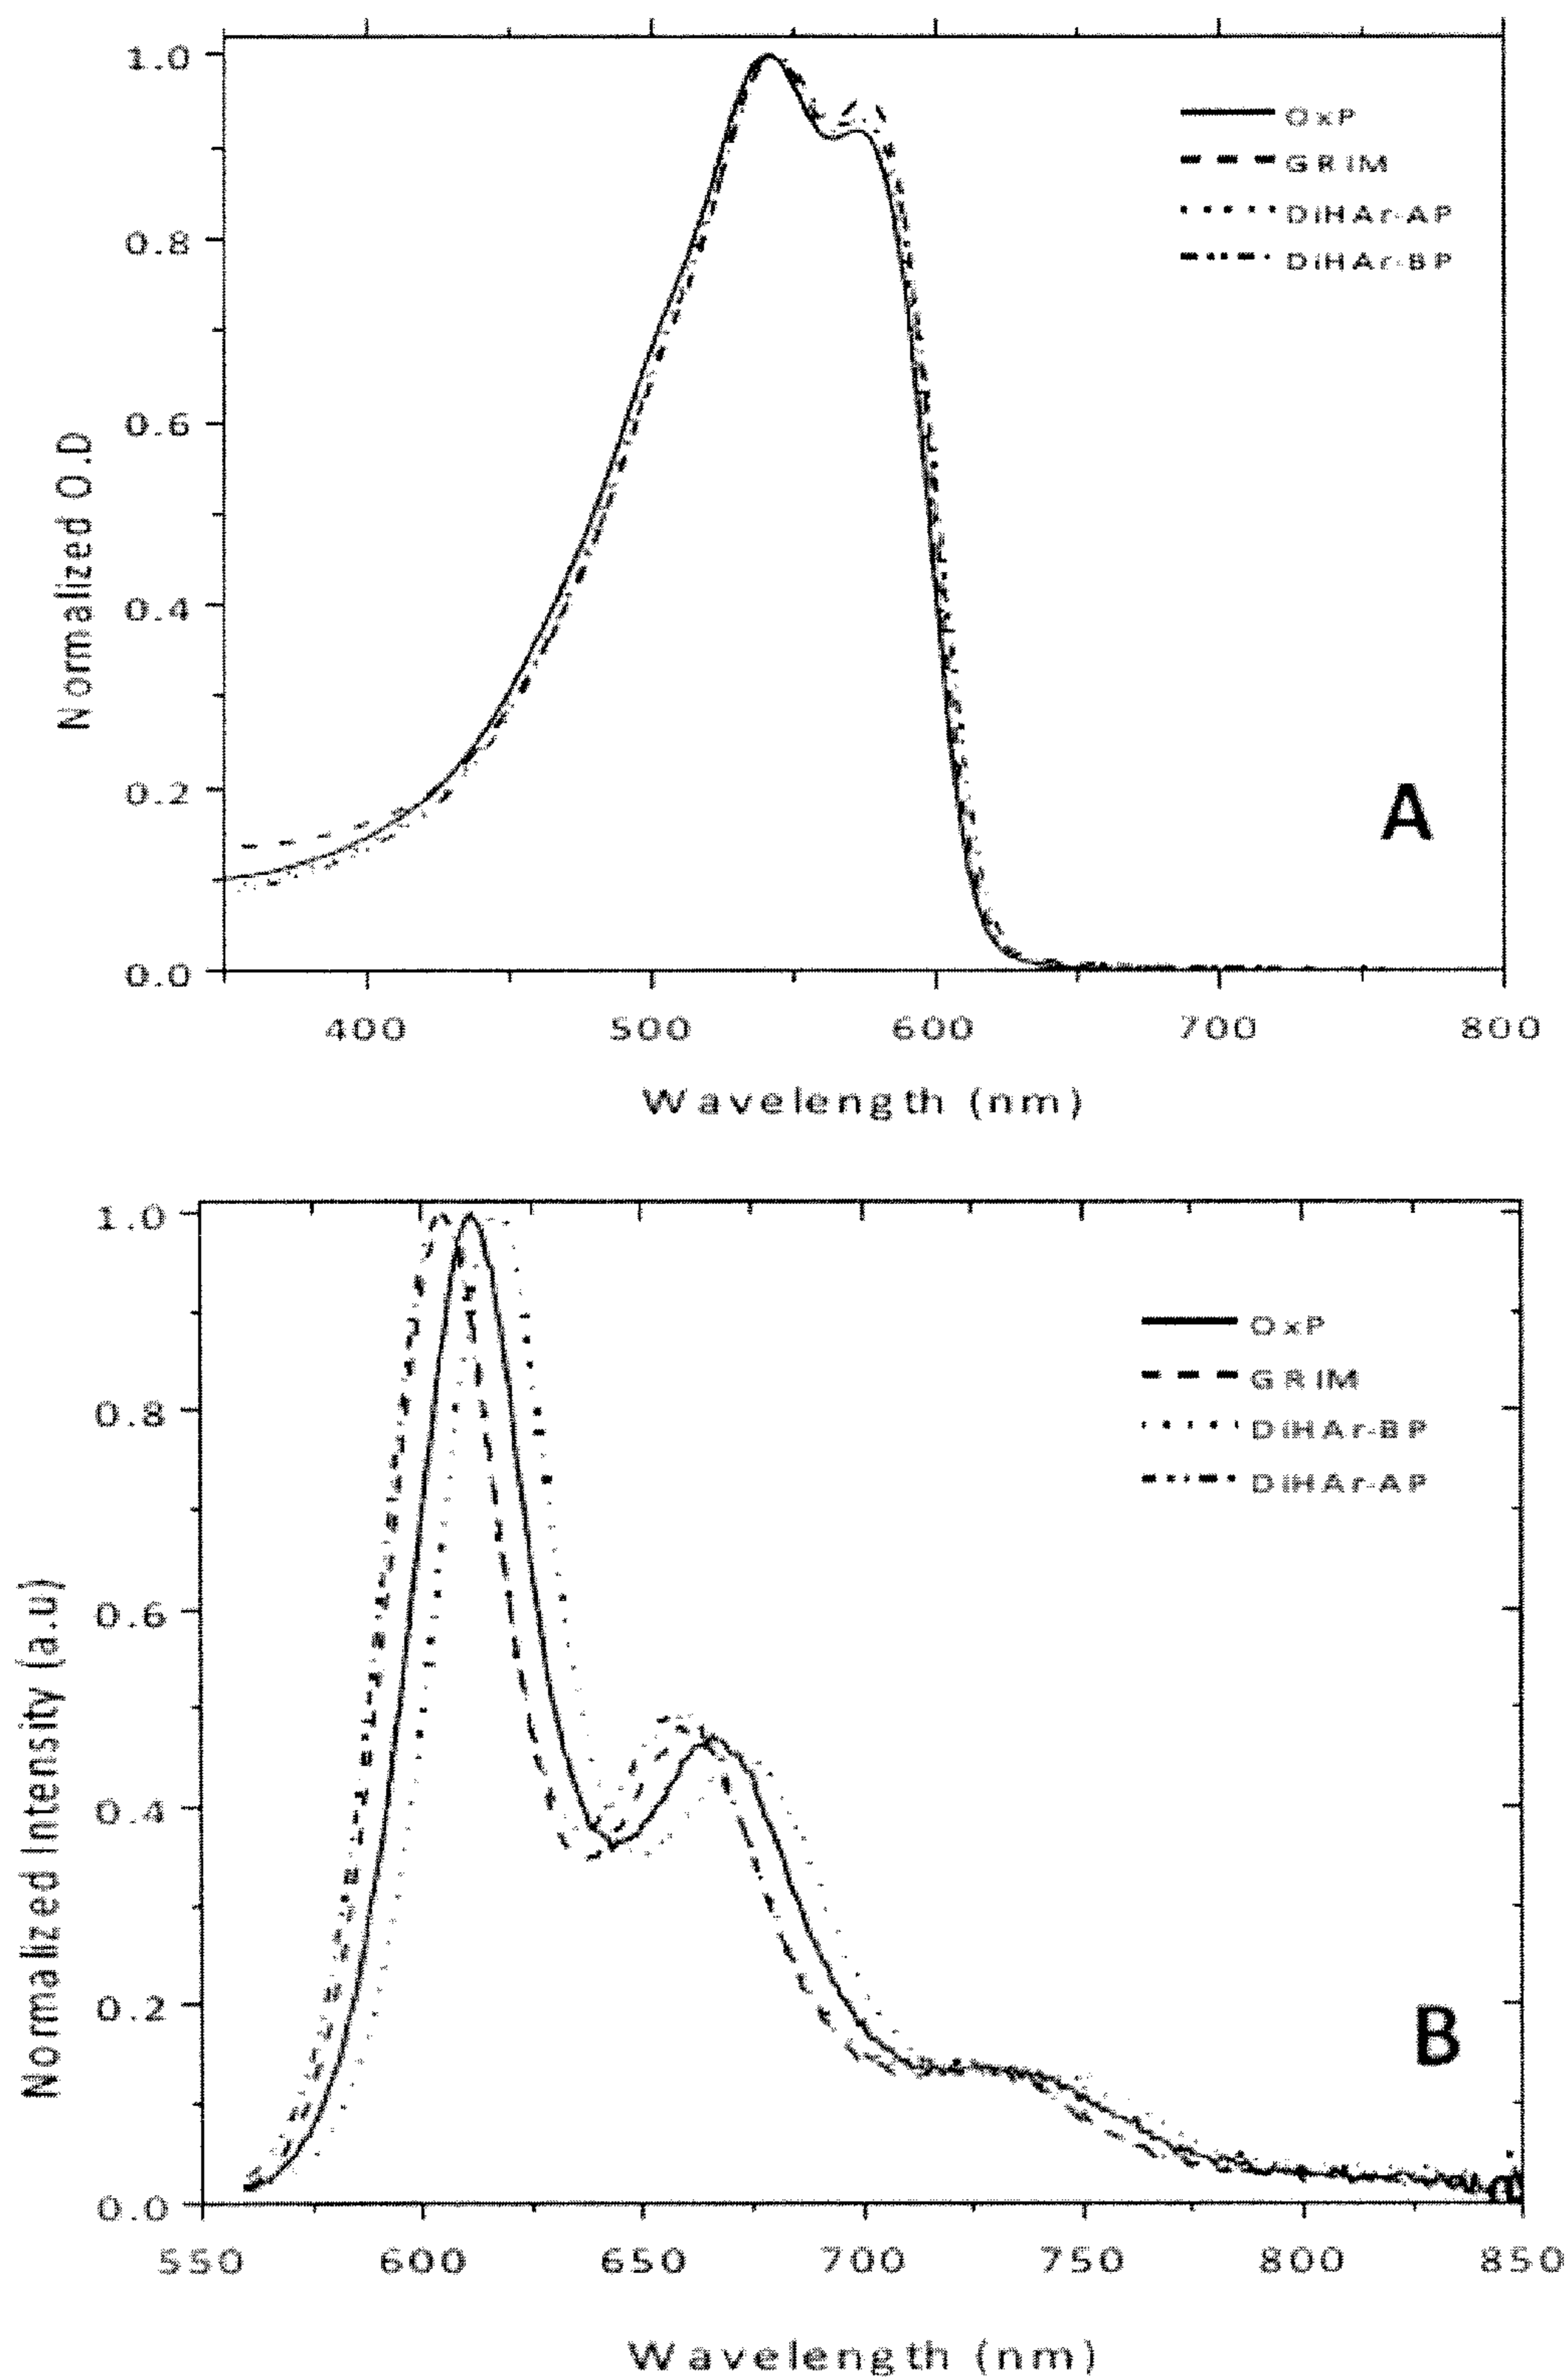 1.0
0.8
0.6
0.4
0.2
0.0
Normalized O.D
OxP
GRIM
DiHAr-AP
DiHAr-BP
A
400 500 600 700 800
Wavelength (nm)
1.0
0.8
0.6
0.4
0.2
0.0
Normalized Intensity (a.u)
OxP
GRIM
DiHAr-BP
DiHAr-AP
B
550 600 650 700 750 800 850
Wavelength (nm)